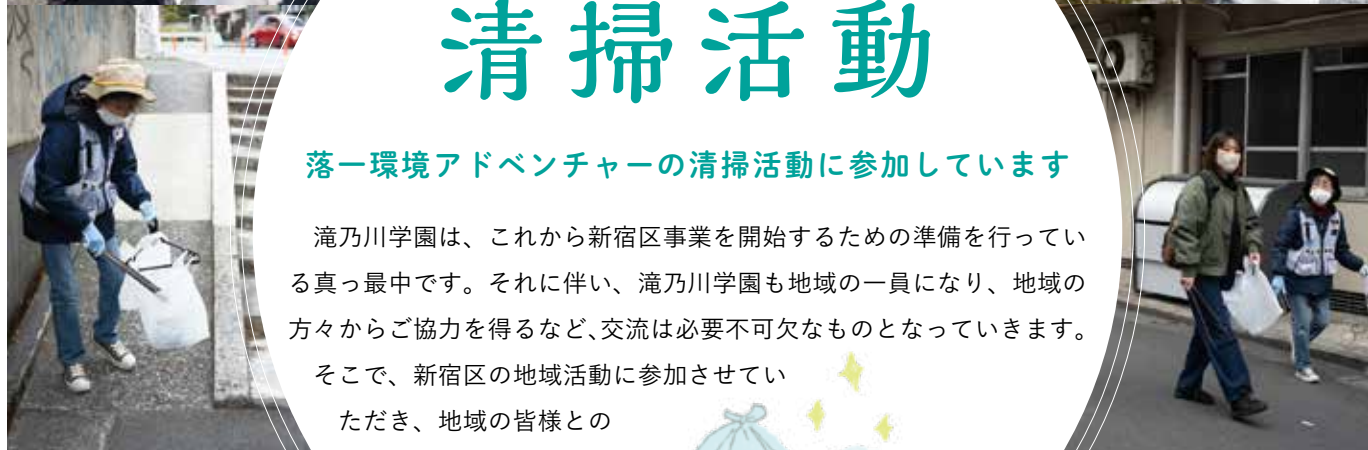 清掃活動
落一環境アドベンチャーの清掃活動に参加しています
滝乃川学園は、これから新宿区事業を開始するための準備を行ってい
る真っ最中です。それに伴い、滝乃川学園も地域の一員になり、地域の
方々からご協力を得るなど、交流は必要不可欠なものとなっていきます。
そこで、新宿区の地域活動に参加させてい
ただき、地域の皆様との